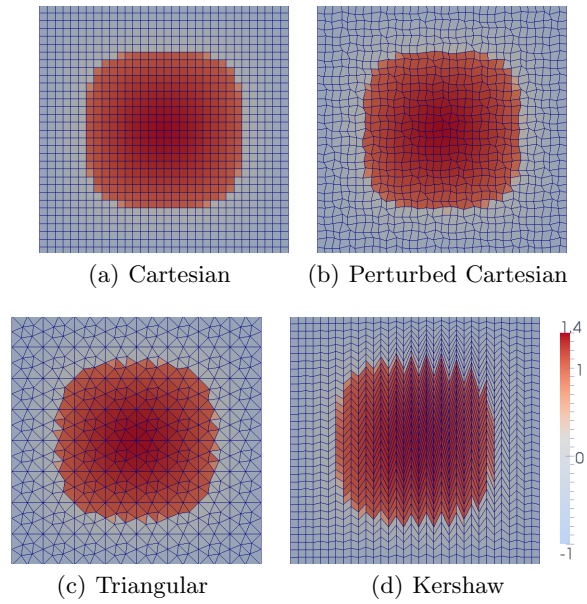 (a) Cartesian
(b) Perturbed Cartesian
1.4
1
0
-1
(c) Triangular
(d) Kershaw